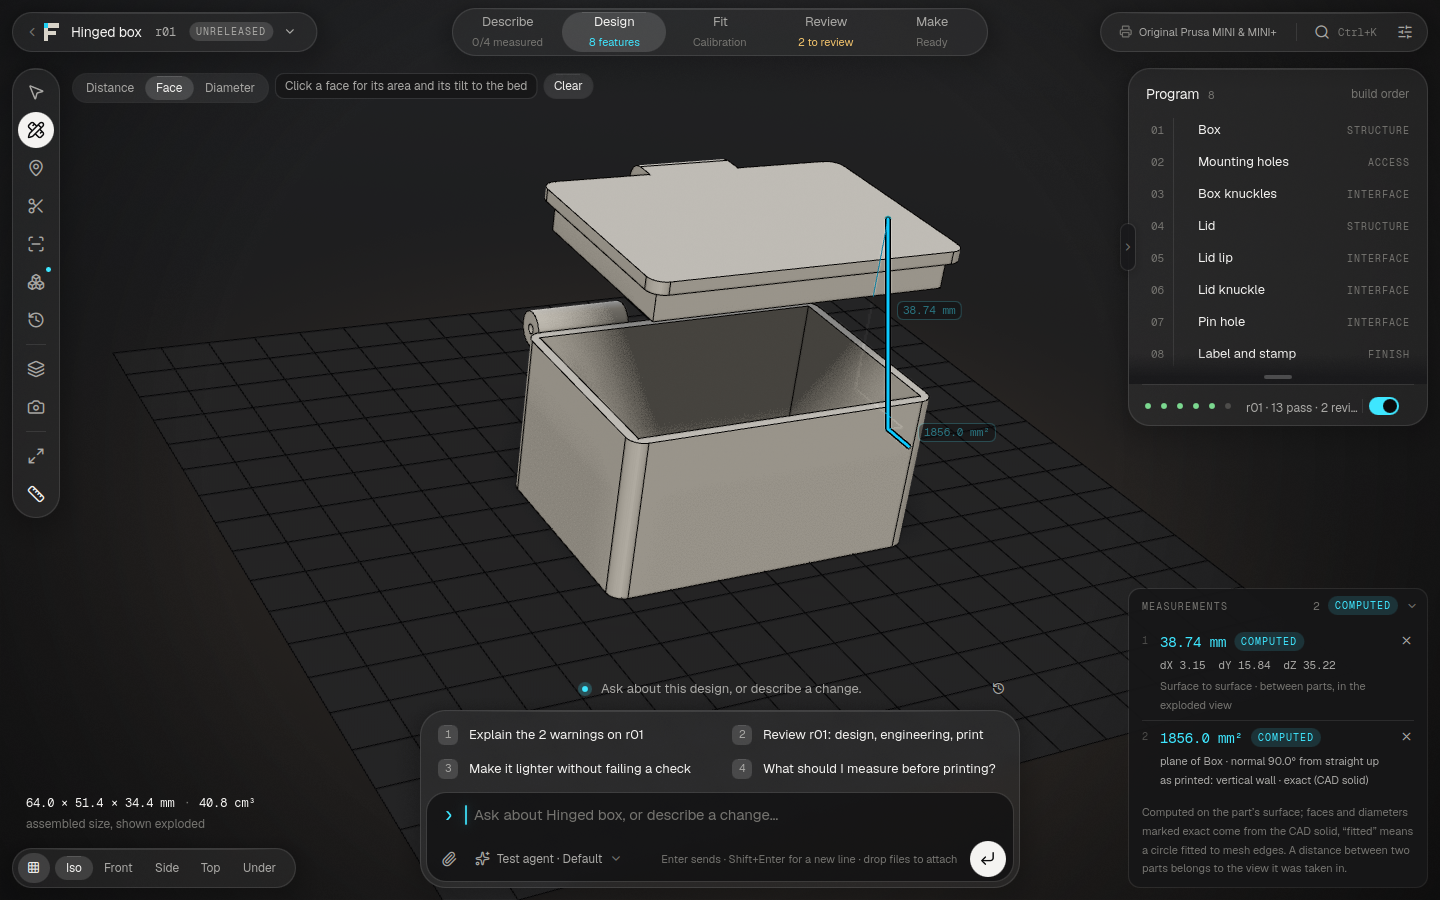 Hinged box r01 UNRELEASED
Describe
0/4 measured
Design
8 features
Fit
Calibration
Review
2 to review
Make
Ready
Original Prusa MINI & MINI+
Ctrl+K
Distance Face Diameter
Click a face for its area and its tilt to the bed
Clear
Program 8 build order
01 Box STRUCTURE
02 Mounting holes ACCESS
03 Box knuckles INTERFACE
04 Lid STRUCTURE
05 Lid lip INTERFACE
06 Lid knuckle INTERFACE
07 Pin hole INTERFACE
08 Label and stamp FINISH
r01 · 13 pass · 2 revi...
38.74 mm
1856.0 mm²
MEASUREMENTS 2 COMPUTED
1 38.74 mm COMPUTED
dX 3.15 dY 15.84 dZ 35.22
Surface to surface · between parts, in the
exploded view
2 1856.0 mm² COMPUTED
plane of Box · normal 90.0° from straight up
as printed: vertical wall · exact (CAD solid)
Computed on the part's surface; faces and diameters
marked exact come from the CAD solid, "fitted" means
a circle fitted to mesh edges. A distance between two
parts belongs to the view it was taken in.
Ask about this design, or describe a change.
1 Explain the 2 warnings on r01
2 Review r01: design, engineering, print
3 Make it lighter without failing a check
4 What should I measure before printing?
Ask about Hinged box, or describe a change...
Test agent · Default
Enter sends · Shift+Enter for a new line · drop files to attach
64.0 × 51.4 × 34.4 mm · 40.8 cm³
assembled size, shown exploded
Iso Front Side Top Under